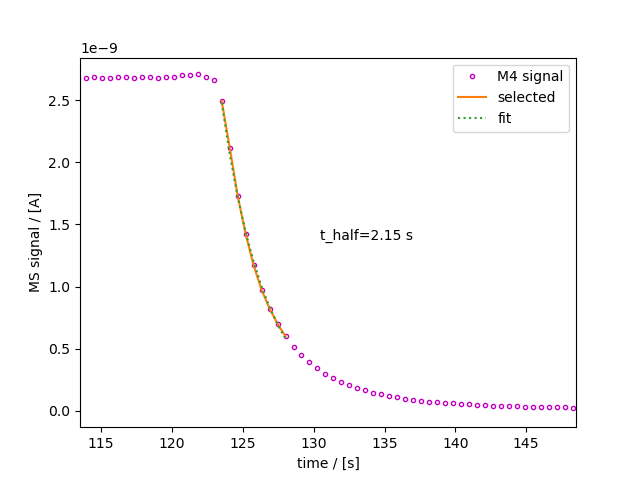 1e−9
M4 signal
selected
fit
2.5
2.0
1.5
1.0
0.5
0.0
MS signal / [A]
t_half=2.15 s
115
120
125
130
135
140
145
time / [s]